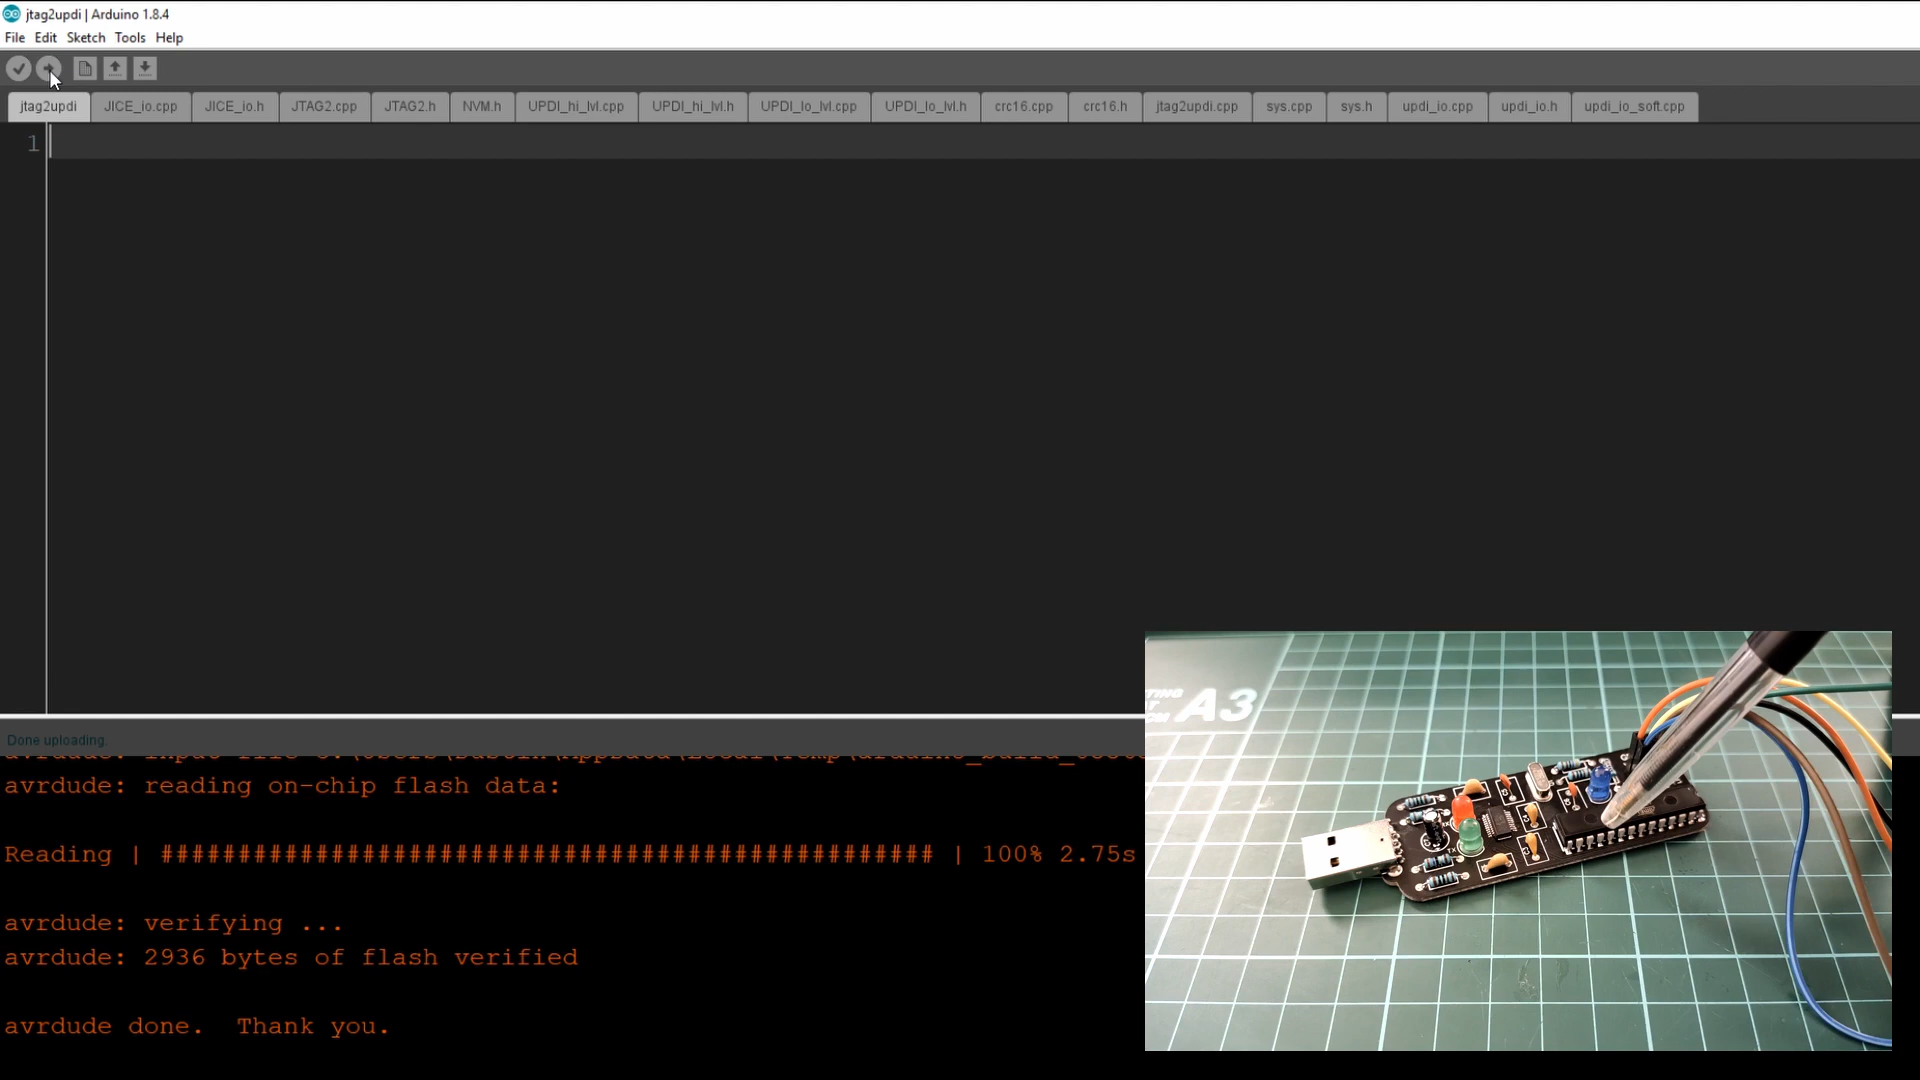 jtag2updi | Arduino 1.8.4
File Edit Sketch Tools Help
jtag2updi JICE_io.cpp JICE_io.h JTAG2.cpp JTAG2.h NVM.h UPDI_hi_lvl.cpp UPDI_hi_lvl.h UPDI_lo_lvl.cpp UPDI_lo_lvl.h crc16.cpp crc16.h jtag2updi.cpp sys.cpp sys.h updi_io.cpp updi_io.h updi_io_soft.cpp
1
Done uploading.
avrdude: reading on-chip flash data:
Reading | ################################################## | 100% 2.75s
avrdude: verifying ...
avrdude: 2936 bytes of flash verified
avrdude done.  Thank you.
A3